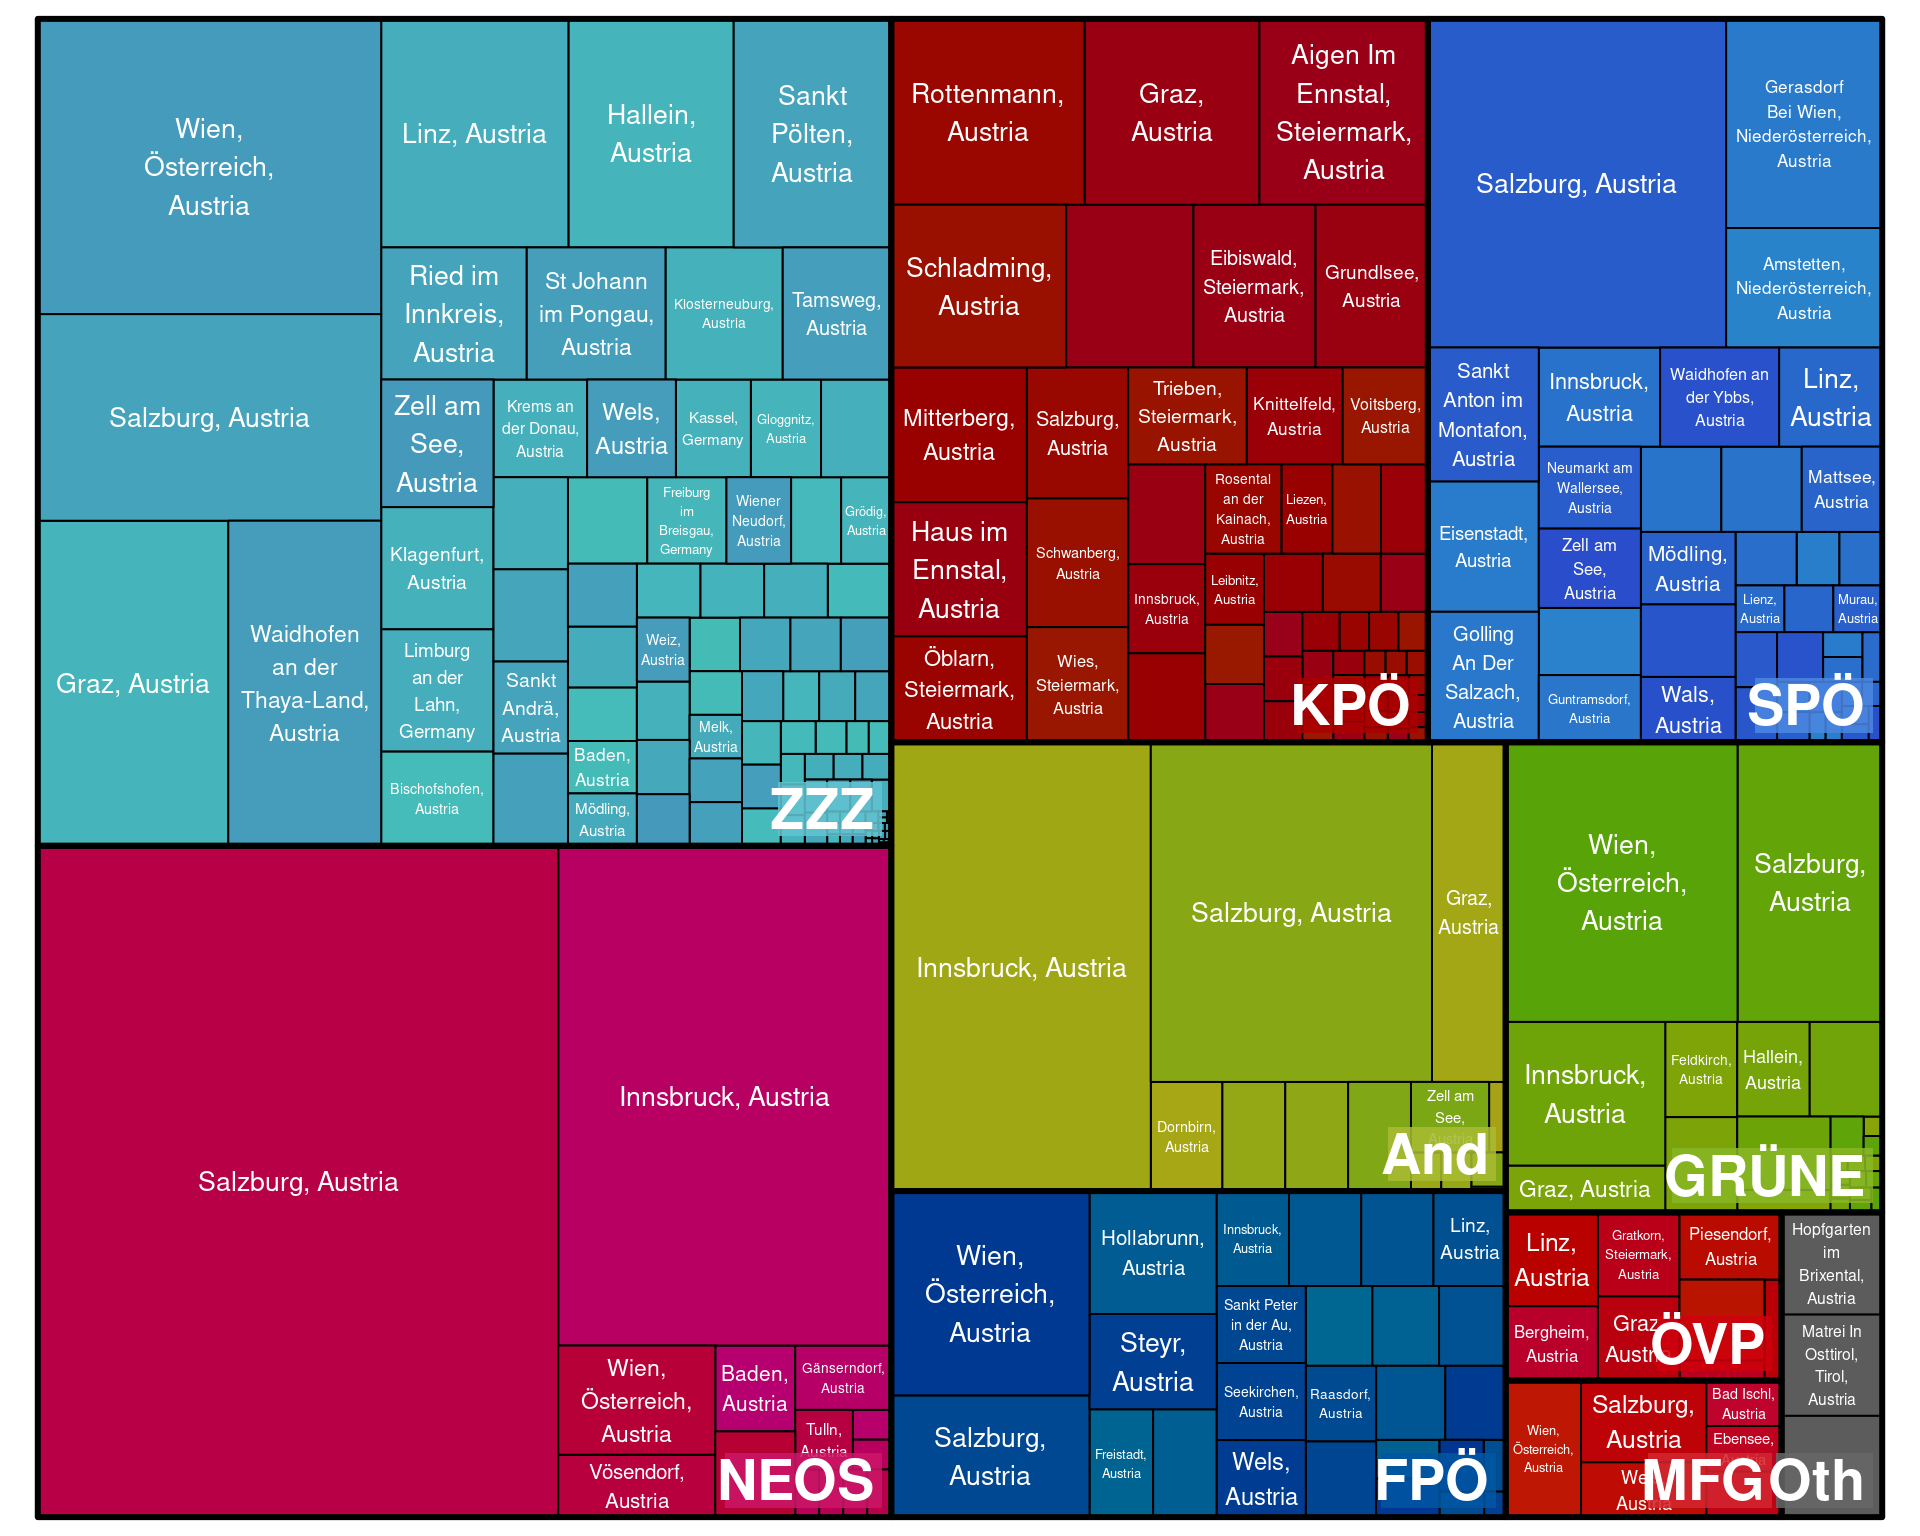 Wien,
Österreich,
Austria
Linz, Austria
Hallein,
Austria
Sankt
Pölten,
Austria
Salzburg, Austria
Graz, Austria
Waidhofen
an der
Thaya-Land,
Austria
Ried im
Innkreis,
Austria
St Johann
im Pongau,
Austria
Klosterneuburg,
Austria
Tamsweg,
Austria
Zell am
See,
Austria
Krems an
der Donau,
Austria
Wels,
Austria
Kassel,
Germany
Gloggnitz,
Austria
Klagenfurt,
Austria
Freiburg
im
Breisgau,
Germany
Wiener
Neudorf,
Austria
Grödig,
Austria
Limburg
an der
Lahn,
Germany
Sankt
Andrä,
Austria
Weiz,
Austria
Melk,
Austria
Bischofshofen,
Austria
Baden,
Austria
Mödling,
Austria
ZZZ
Rottenmann,
Austria
Graz,
Austria
Aigen Im
Ennstal,
Steiermark,
Austria
Schladming,
Austria
Eibiswald,
Steiermark,
Austria
Grundlsee,
Austria
Mitterberg,
Austria
Salzburg,
Austria
Trieben,
Steiermark,
Austria
Knittelfeld,
Austria
Voitsberg,
Austria
Haus im
Ennstal,
Austria
Schwanberg,
Austria
Rosental
an der
Kainach,
Austria
Liezen,
Austria
Innsbruck,
Austria
Leibnitz,
Austria
Öblarn,
Steiermark,
Austria
Wies,
Steiermark,
Austria
KPÖ
Salzburg, Austria
Gerasdorf
Bei Wien,
Niederösterreich,
Austria
Amstetten,
Niederösterreich,
Austria
Sankt
Anton im
Montafon,
Austria
Innsbruck,
Austria
Waidhofen an
der Ybbs,
Austria
Linz,
Austria
Neumarkt am
Wallersee,
Austria
Mattsee,
Austria
Eisenstadt,
Austria
Zell am
See,
Austria
Mödling,
Austria
Lienz,
Austria
Murau,
Austria
Golling
An Der
Salzach,
Austria
Guntramsdorf,
Austria
Wals,
Austria
SPÖ
Salzburg, Austria
Innsbruck, Austria
Wien,
Österreich,
Austria
Baden,
Austria
Gänserndorf,
Austria
Tulln,
Austria
Vösendorf,
Austria
NEOS
Innsbruck, Austria
Salzburg, Austria
Graz,
Austria
Dornbirn,
Austria
Zell am
See,
Austria
And
Wien,
Österreich,
Austria
Salzburg,
Austria
Innsbruck,
Austria
Feldkirch,
Austria
Hallein,
Austria
Graz, Austria
GRÜNE
Wien,
Österreich,
Austria
Hollabrunn,
Austria
Innsbruck,
Austria
Linz,
Austria
Steyr,
Austria
Sankt Peter
in der Au,
Austria
Seekirchen,
Austria
Raasdorf,
Austria
Salzburg,
Austria
Freistadt,
Austria
Wels,
Austria
FPÖ
Linz,
Austria
Gratkorn,
Steiermark,
Austria
Piesendorf,
Austria
Bergheim,
Austria
Graz,
Austria
ÖVP
Wien,
Österreich,
Austria
Salzburg,
Austria
Bad Ischl,
Austria
Ebensee,
Austria
MFG
Hopfgarten
im
Brixental,
Austria
Matrei In
Osttirol,
Tirol,
Austria
Oth